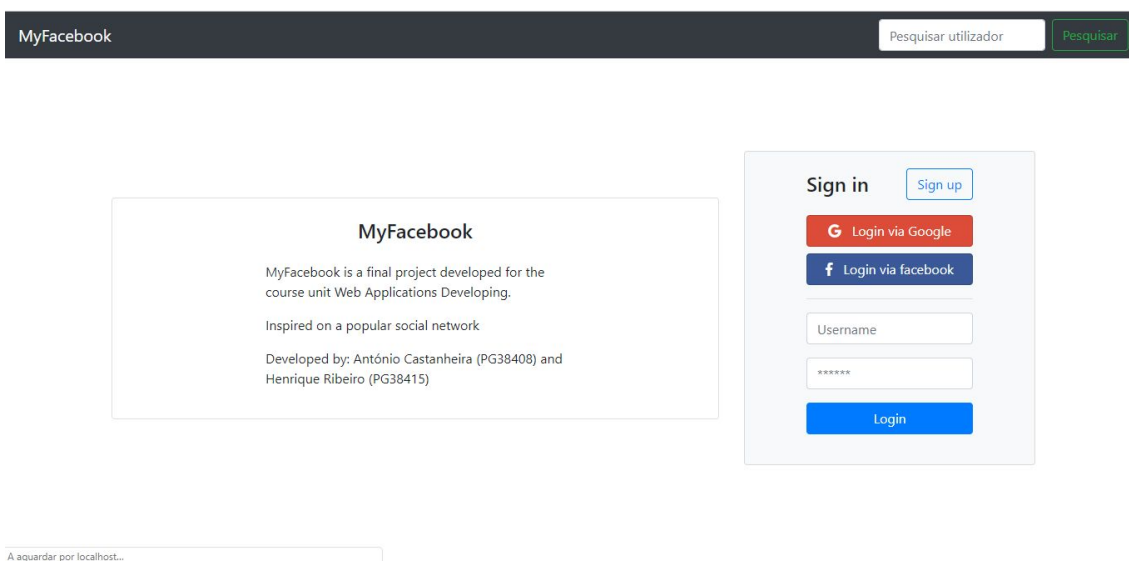 MyFacebook
Pesquisar utilizador
Pesquisar
Sign in
Sign up
G Login via Google
f Login via facebook
Username
******
Login
MyFacebook
MyFacebook is a final project developed for the
course unit Web Applications Developing.
Inspired on a popular social network
Developed by: António Castanheira (PG38408) and
Henrique Ribeiro (PG38415)
A aguardar por localhost...